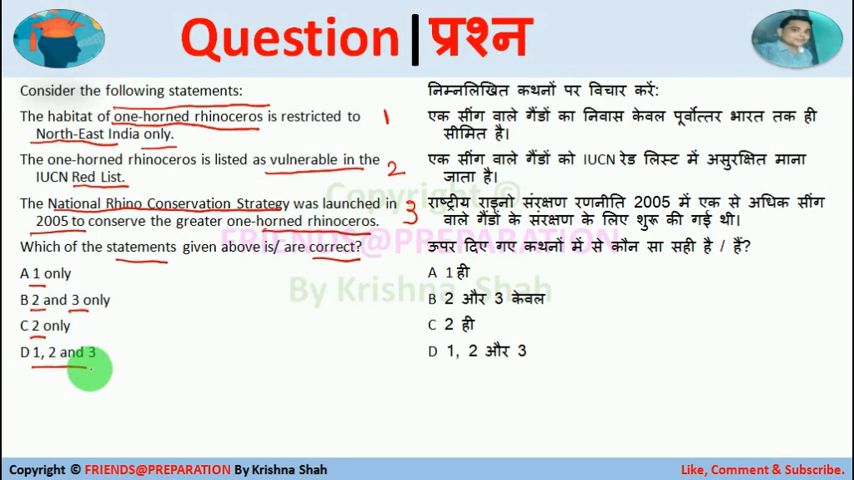 Question|प्रश्न
Consider the following statements:
The habitat of one-horned rhinoceros is restricted to
North-East India only.
1
The one-horned rhinoceros is listed as vulnerable in the
IUCN Red List.
2
The National Rhino Conservation Strategy was launched in
2005 to conserve the greater one-horned rhinoceros.
3
Which of the statements given above is/ are correct?
A 1 only
B 2 and 3 only
C 2 only
D 1, 2 and 3
निम्नलिखित कथनों पर विचार करें:
एक सींग वाले गैंडों का निवास केवल पूर्वोत्तर भारत तक ही
सीमित है।
एक सींग वाले गैंडों को IUCN रेड लिस्ट में असुरक्षित माना
जाता है।
राष्ट्रीय राइनो संरक्षण रणनीति 2005 में एक से अधिक सींग
वाले गैंडों के संरक्षण के लिए शुरू की गई थी।
ऊपर दिए गए कथनों में से कौन सा सही है / हैं?
A 1 ही
B 2 और 3 केवल
C 2 ही
D 1, 2 और 3
Copyright ©
FRIENDS@PREPARATION
By Krishna Shah
Copyright © FRIENDS@PREPARATION By Krishna Shah
Like, Comment & Subscribe.